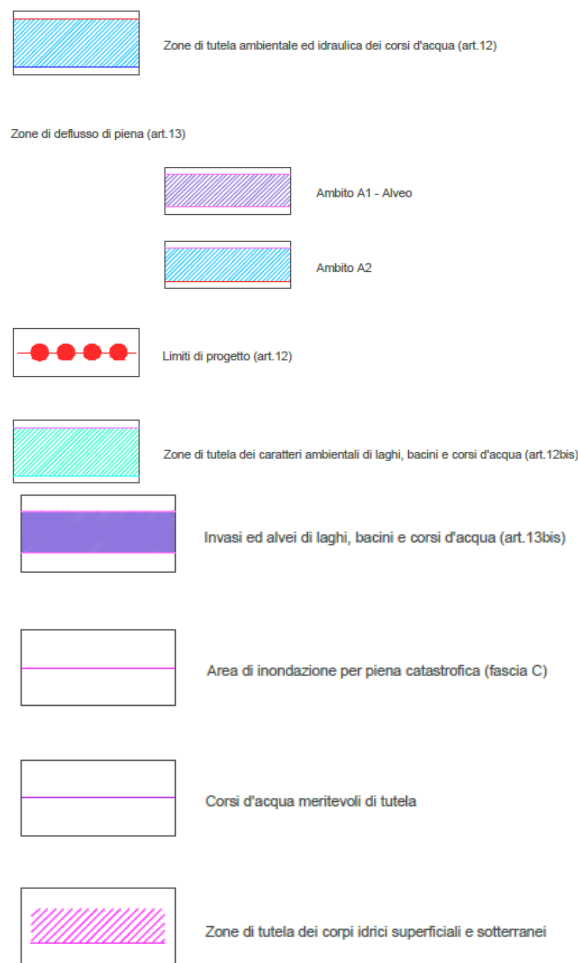 Zone di tutela ambientale ed idraulica dei corsi d'acqua (art.12)
Zone di deflusso di piena (art.13)
Ambito A1 - Alveo
Ambito A2
Limiti di progetto (art.12)
Zone di tutela dei caratteri ambientali di laghi, bacini e corsi d'acqua (art.12bis)
Invasi ed alvei di laghi, bacini e corsi d'acqua (art.13bis)
Area di inondazione per piena catastrofica (fascia C)
Corsi d'acqua meritevoli di tutela
Zone di tutela dei corpi idrici superficiali e sotterranei